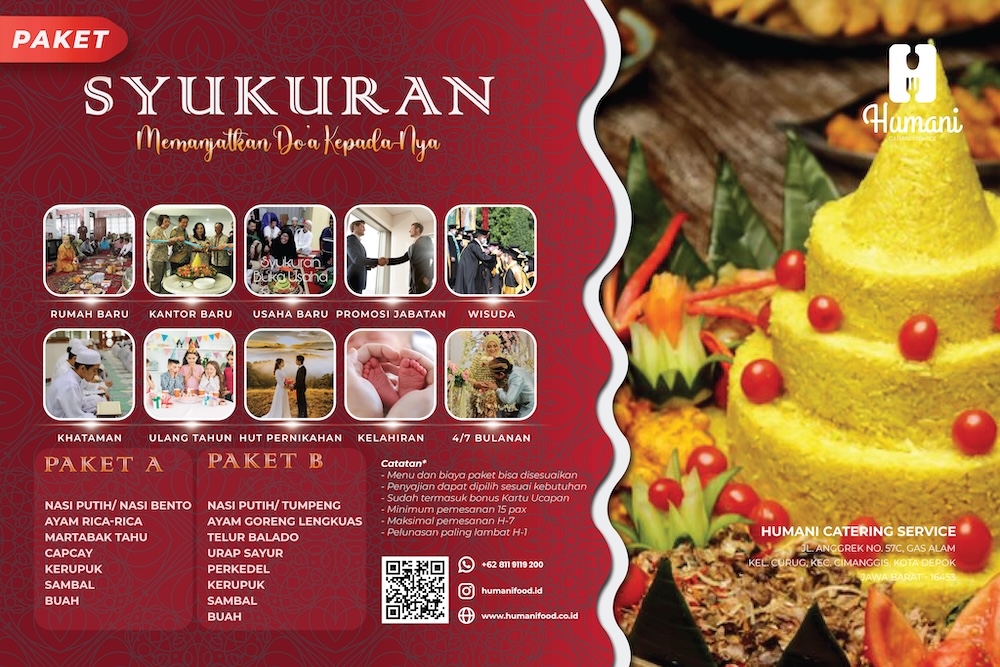 PAKET
SYUKURAN
Memanjatkan Do'a Kepada-Nya
Humani
Syukuran
Buka Usaha
RUMAH BARU
KANTOR BARU
USAHA BARU
PROMOSI JABATAN
WISUDA
KHATAMAN
ULANG TAHUN
HUT PERNIKAHAN
KELAHIRAN
4/7 BULANAN
PAKET A
NASI PUTIH/ NASI BENTO
AYAM RICA-RICA
MARTABAK TAHU
CAPCAY
KERUPUK
SAMBAL
BUAH
PAKET B
NASI PUTIH/ TUMPENG
AYAM GORENG LENGKUAS
TELUR BALADO
URAP SAYUR
PERKEDEL
KERUPUK
SAMBAL
BUAH
Catatan*
- Menu dan biaya paket bisa disesuaikan
- Penyajian dapat dipilih sesuai kebutuhan
- Sudah termasuk bonus Kartu Ucapan
- Minimum pemesanan 15 pax
- Maksimal pemesanan H-7
- Pelunasan paling lambat H-1
+62 811 9119 200
humanifood.id
www.humanifood.co.id
HUMANI CATERING SERVICE
JL. ANGGREK NO. 57C, GAS ALAM
KEL. CURUG, KEC. CIMANGGIS, KOTA DEPOK
JAWA BARAT - 16453